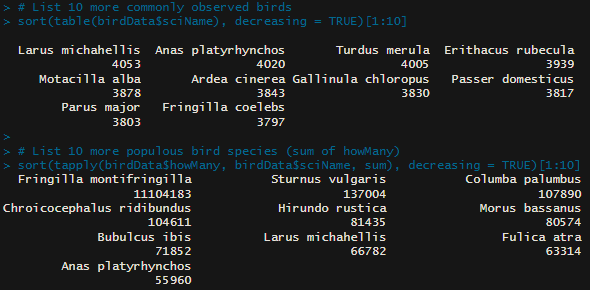 > # List 10 more commonly observed birds
> sort(table(birdData$sciName), decreasing = TRUE)[1:10]
Larus michahellis Anas platyrhynchos Turdus merula Erithacus rubecula
4053 4020 4005 3939
Motacilla alba Ardea cinerea Gallinula chloropus Passer domesticus
3878 3843 3830 3817
Parus major Fringilla coelebs
3803 3797
>
> # List 10 more populous bird species (sum of howMany)
> sort(tapply(birdData$howMany, birdData$sciName, sum), decreasing = TRUE)[1:10]
Fringilla montifringilla Sturnus vulgaris Columba palumbus
11104183 137004 107890
Chroicocephalus ridibundus Hirundo rustica Morus bassanus
104611 81435 80574
Bubulcus ibis Larus michahellis Fulica atra
71852 66782 63314
Anas platyrhynchos
55960